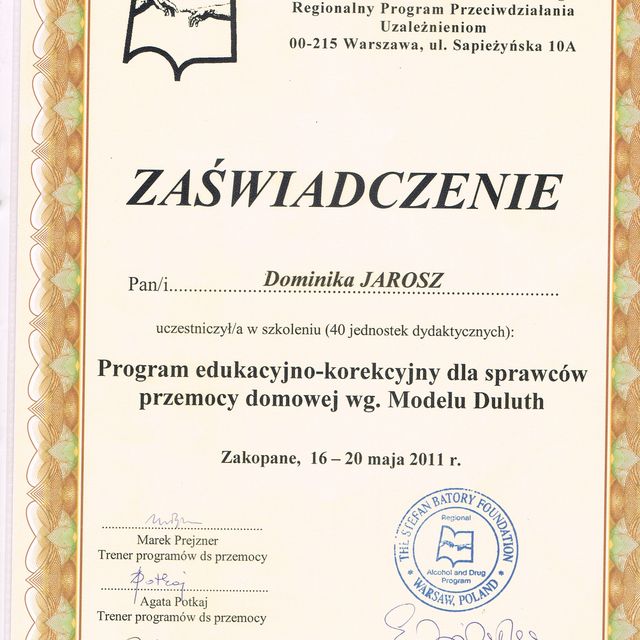 Regionalny Program Przeciwdziałania
Uzależnieniom
00-215 Warszawa, ul. Sapieżyńska 10A
ZAŚWIADCZENIE
Pan/i..........Dominika JAROSZ....................
uczestniczył/a w szkoleniu (40 jednostek dydaktycznych):
Program edukacyjno-korekcyjny dla sprawców
przemocy domowej wg. Modelu Duluth
Zakopane, 16 – 20 maja 2011 r.
Marek Prejzner
Trener programów ds przemocy
Potkaj
Agata Potkaj
Trener programów ds przemocy
THE STEFAN BATORY FOUNDATION
Regional
Alcohol and Drug
Program
* WARSAW, POLAND *